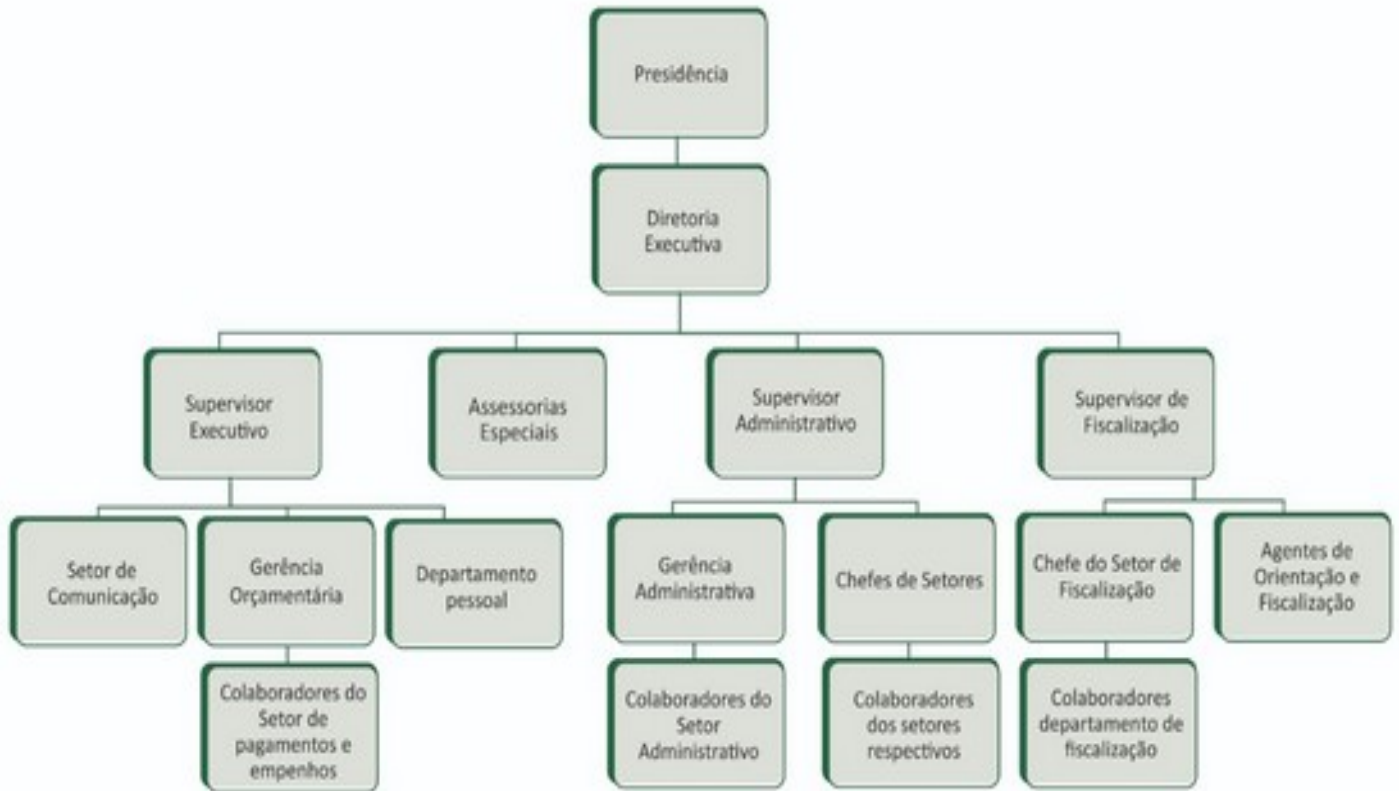 Presidência
Diretoria
Executiva
Supervisor
Executivo
Assessorias
Especiais
Supervisor
Administrativo
Supervisor de
Fiscalização
Setor de
Comunicação
Gerência
Orçamentária
Departamento
pessoal
Gerência
Administrativa
Chefes de Setores
Chefe do Setor de
Fiscalização
Agentes de
Orientação e
Fiscalização
Colaboradores do
Setor de
pagamentos e
empenhos
Colaboradores do
Setor
Administrativo
Colaboradores
dos setores
respectivos
Colaboradores
departamento de
fiscalização